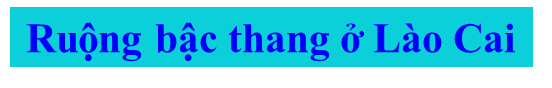 Ruộng bậc thang ở Lào Cai